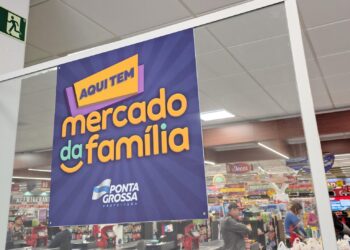 AQUI TEM
mercado
da família
PONTA
GROSSA
PREFEITURA